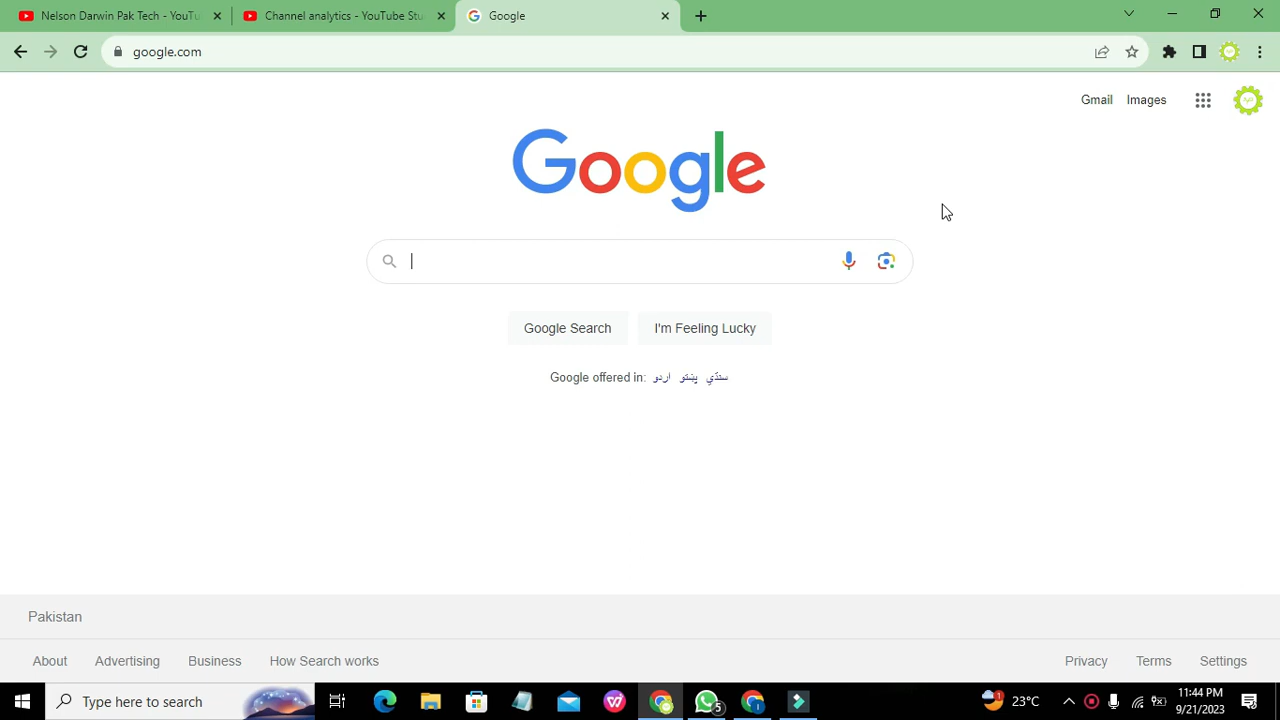 Nelson Darwin Pak Tech - YouTu
Channel analytics - YouTube Stu
Google
google.com
Gmail Images
Google
Google Search
I'm Feeling Lucky
Google offered in: اردو پښتو سنڌي
Pakistan
About Advertising Business How Search works
Privacy Terms Settings
Type here to search
5
1
23°C
11:44 PM
9/21/2023